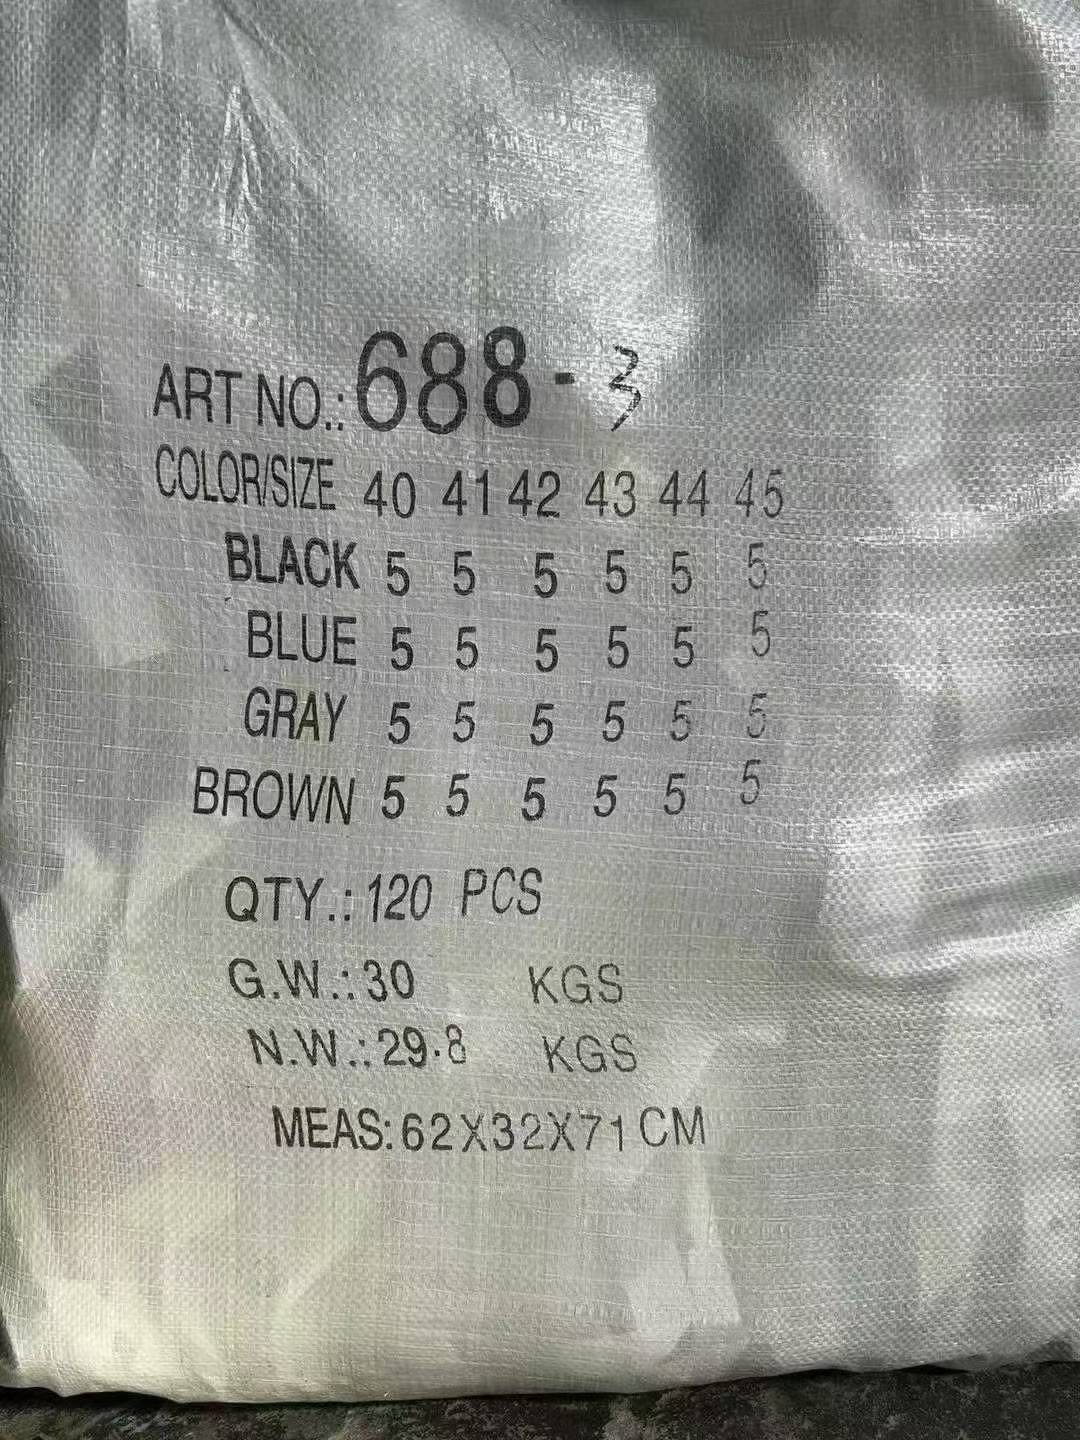 ART NO.: 688-3
COLOR/SIZE 40 41 42 43 44 45
BLACK 5 5 5 5 5 5
BLUE 5 5 5 5 5 5
GRAY 5 5 5 5 5 5
BROWN 5 5 5 5 5 5
QTY.: 120 PCS
G.W.: 30 KGS
N.W.: 29.8 KGS
MEAS: 62X32X71 CM